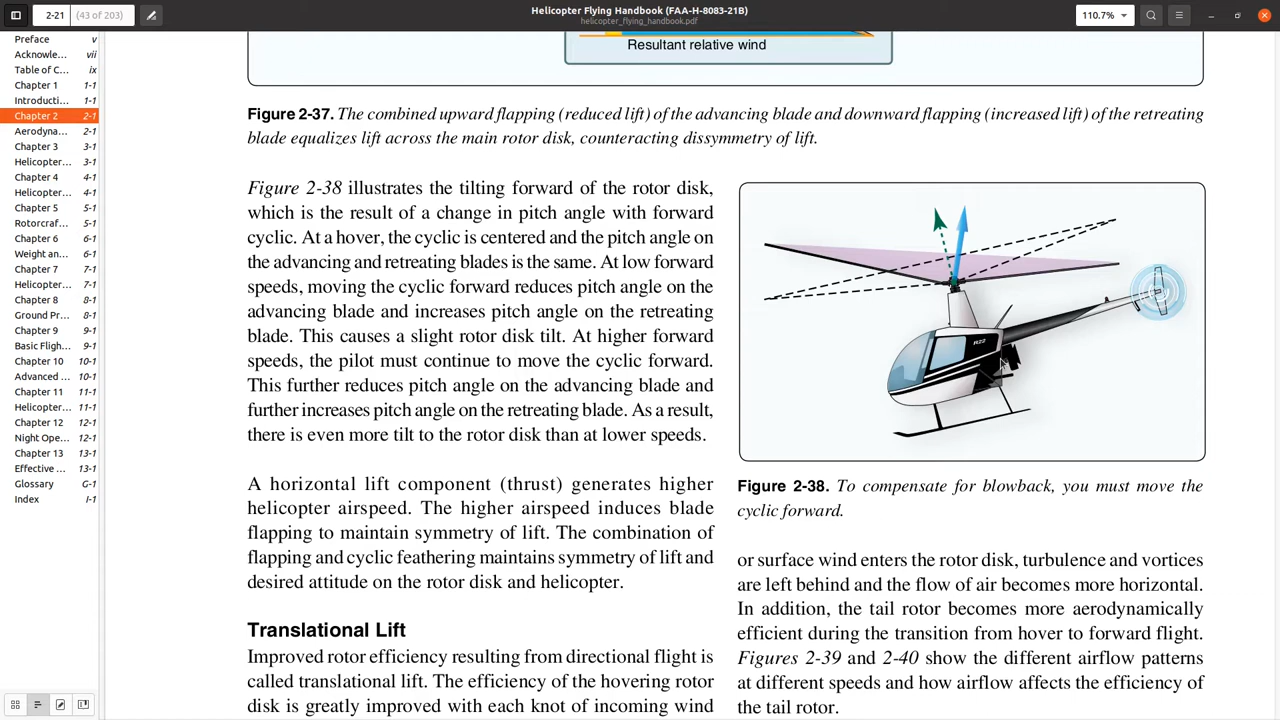 2-21
(43 of 203)
Helicopter Flying Handbook (FAA-H-8083-21B)
helicopter_flying_handbook.pdf
110.7%
Preface v
Acknowle... vii
Table of C... ix
Chapter 1 1-1
Introducti... 1-1
Chapter 2 2-1
Aerodyna... 2-1
Chapter 3 3-1
Helicopter... 3-1
Chapter 4 4-1
Helicopter... 4-1
Chapter 5 5-1
Rotorcraf... 5-1
Chapter 6 6-1
Weight an... 6-1
Chapter 7 7-1
Helicopter... 7-1
Chapter 8 8-1
Ground Pr... 8-1
Chapter 9 9-1
Basic Fligh... 9-1
Chapter 10 10-1
Advanced ... 10-1
Chapter 11 11-1
Helicopter... 11-1
Chapter 12 12-1
Night Ope... 12-1
Chapter 13 13-1
Effective ... 13-1
Glossary G-1
Index I-1
Resultant relative wind
Figure 2-37. The combined upward flapping (reduced lift) of the advancing blade and downward flapping (increased lift) of the retreating
blade equalizes lift across the main rotor disk, counteracting dissymmetry of lift.
Figure 2-38 illustrates the tilting forward of the rotor disk,
which is the result of a change in pitch angle with forward
cyclic. At a hover, the cyclic is centered and the pitch angle on
the advancing and retreating blades is the same. At low forward
speeds, moving the cyclic forward reduces pitch angle on the
advancing blade and increases pitch angle on the retreating
blade. This causes a slight rotor disk tilt. At higher forward
speeds, the pilot must continue to move the cyclic forward.
This further reduces pitch angle on the advancing blade and
further increases pitch angle on the retreating blade. As a result,
there is even more tilt to the rotor disk than at lower speeds.
A horizontal lift component (thrust) generates higher
helicopter airspeed. The higher airspeed induces blade
flapping to maintain symmetry of lift. The combination of
flapping and cyclic feathering maintains symmetry of lift and
desired attitude on the rotor disk and helicopter.
Translational Lift
Improved rotor efficiency resulting from directional flight is
called translational lift. The efficiency of the hovering rotor
disk is greatly improved with each knot of incoming wind
R22
Figure 2-38. To compensate for blowback, you must move the
cyclic forward.
or surface wind enters the rotor disk, turbulence and vortices
are left behind and the flow of air becomes more horizontal.
In addition, the tail rotor becomes more aerodynamically
efficient during the transition from hover to forward flight.
Figures 2-39 and 2-40 show the different airflow patterns
at different speeds and how airflow affects the efficiency of
the tail rotor.